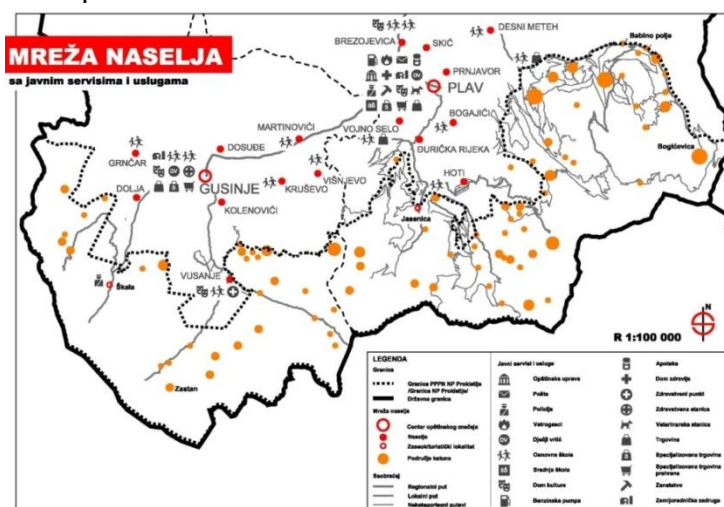 MREŽA NASELJA
sa javnim servisima i uslugama
BREZOJEVICA
SKIĆ
DESNI METEH
Babino polje
PRNJAVOR
PLAV
BOGAJIĆI
VOJNO SELO
ĐURIČKA RIJEKA
MARTINOVIĆI
DOSUĐE
GRNČAR
GUSINJE
DOLJA
KRUŠEVO
VIŠNJEVO
KOLENOVIĆI
HOTI
Jasenica
Bogićevica
VUSANJE
Škala
Zastan
N
R 1:100 000
LEGENDA
Granica
Granica PPPN NP Prokletije
/Granica NP Prokletije/
Državna granica
Mreža naselja
Centar opštinskog značaja
Naselje
Područje katuna
Saobraćaj
Regionalni put
Lokalni put
Nekategorisani putevi
Javni servisi i usluge
Opštinska uprava
Pošta
Policija
Vatrogasci
DV
Dječji vrtić
Osnovna škola
Srednja škola
Dom kulture
Benzinska pumpa
Apoteka
Dom zdravlja
Zdravstveni punkt
Zdravstvena stanica
Veterinarska stanica
Trgovina
Specijalizovana trgovina
Specijalizovana trgovina
prehrane
Zanatstvo
Zemljoradnička zadruga